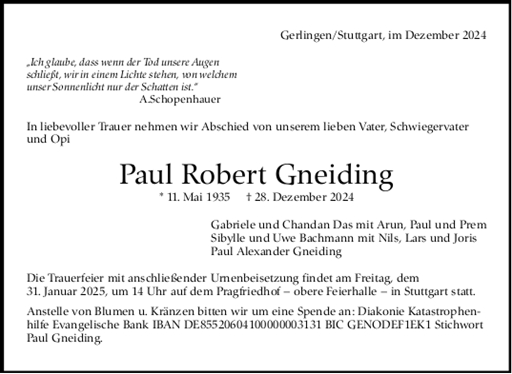 Gerlingen/Stuttgart, im Dezember 2024
„Ich glaube, dass wenn der Tod unsere Augen
schließt, wir in einem Lichte stehen, von welchem
unser Sonnenlicht nur der Schatten ist.“
A.Schopenhauer
In liebevoller Trauer nehmen wir Abschied von unserem lieben Vater, Schwiegervater
und Opi
Paul Robert Gneiding
* 11. Mai 1935 † 28. Dezember 2024
Gabriele und Chandan Das mit Arun, Paul und Prem
Sibylle und Uwe Bachmann mit Nils, Lars und Joris
Paul Alexander Gneiding
Die Trauerfeier mit anschließender Urnenbeisetzung findet am Freitag, dem
31. Januar 2025, um 14 Uhr auf dem Pragfriedhof – obere Feierhalle – in Stuttgart statt.
Anstelle von Blumen u. Kränzen bitten wir um eine Spende an: Diakonie Katastrophen-
hilfe Evangelische Bank IBAN DE85520604100000003131 BIC GENODEF1EK1 Stichwort
Paul Gneiding.